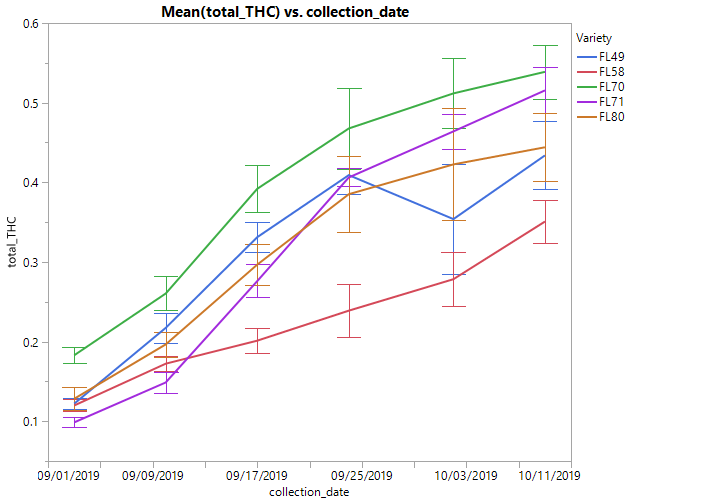 Mean(total_THC) vs. collection_date
0.6
0.5
0.4
0.3
0.2
0.1
total_THC
09/01/2019 09/09/2019 09/17/2019 09/25/2019 10/03/2019 10/11/2019
collection_date
Variety
FL49
FL58
FL70
FL71
FL80